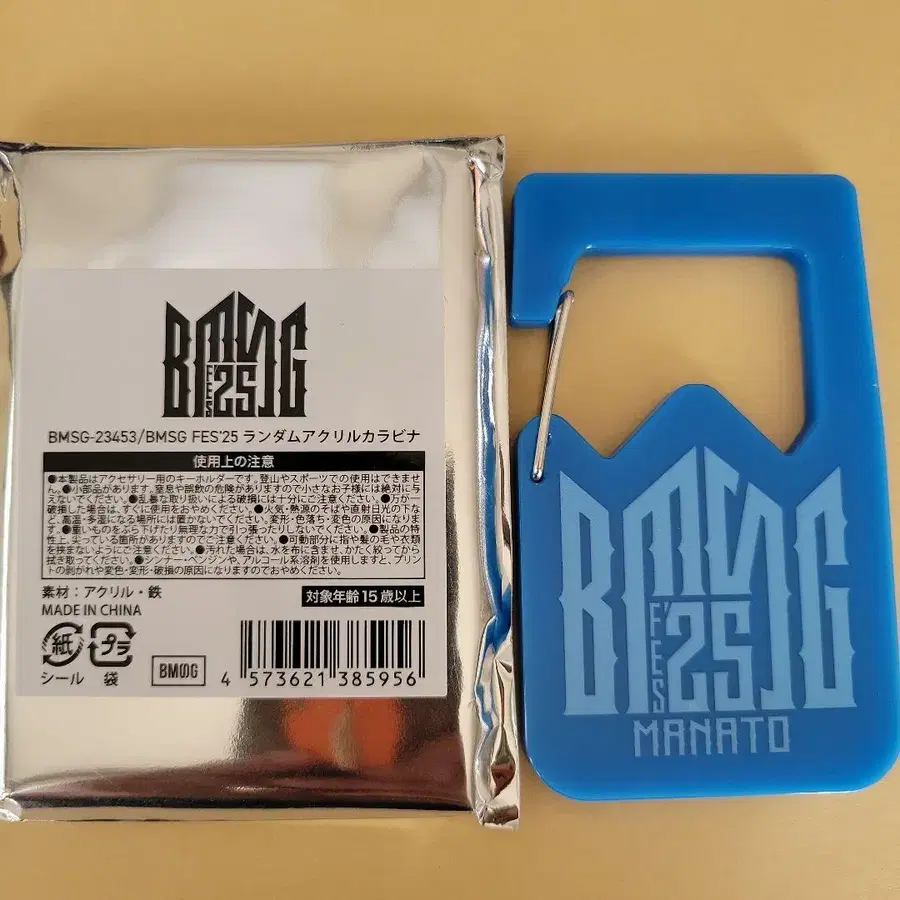 BMSG
FES '25
BMSG-23453/BMSG FES'25 ランダムアクリルカラビナ
使用上の注意
●本製品はアクセサリー用のキーホルダーです。登山やスポーツでの使用はできませ
ん。●小部品があります。窒息や誤飲の危険がありますので小さなお子様には絶対に与
えないでください。●乱暴な取り扱いによる破損には十分にご注意ください。●万が一
破損した場合は、すぐに使用をおやめください。●火気・熱源のそばや直射日光の下な
ど、高温・多湿になる場所には置かないでください。変形・色落ち・変色の原因になりま
す。●重いものをぶら下げたり無理な力で引っ張ったりしないでください。●製品の特
性上、尖っている箇所がありますのでご注意ください。●可動部分に指や髪の毛や衣類
を挟まないようにご注意ください。●汚れた場合は、水を布に含ませ、かたく絞ってから
拭き取ってください。●シンナー・ベンジンや、アルコール系溶剤を使用しますと、プリン
トの剥がれや変色・変形・破損の原因になりますのでおやめください。
素材：アクリル・鉄
MADE IN CHINA
対象年齢15歳以上
紙 プラ
シール 袋
BMSG
4 573621 385956
BMSG
FES '25
MANATO